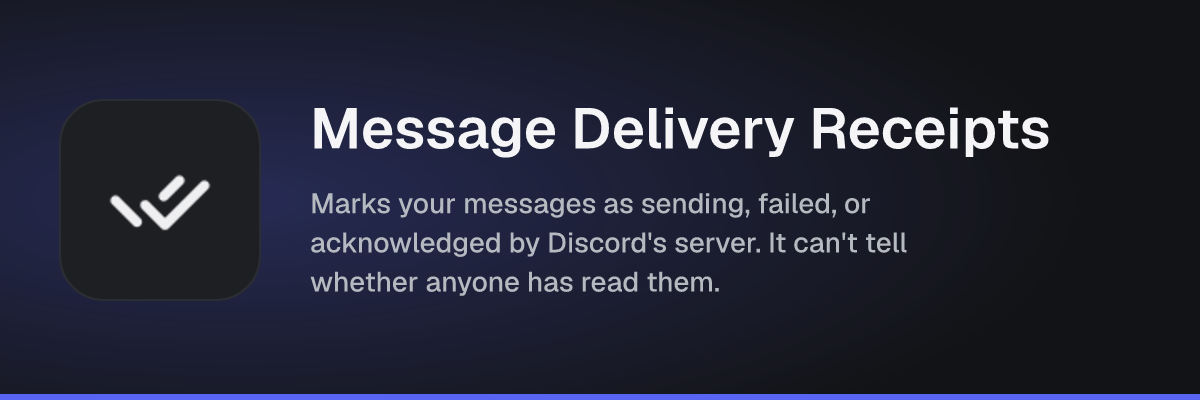 Message Delivery Receipts
Marks your messages as sending, failed, or
acknowledged by Discord's server. It can't tell
whether anyone has read them.